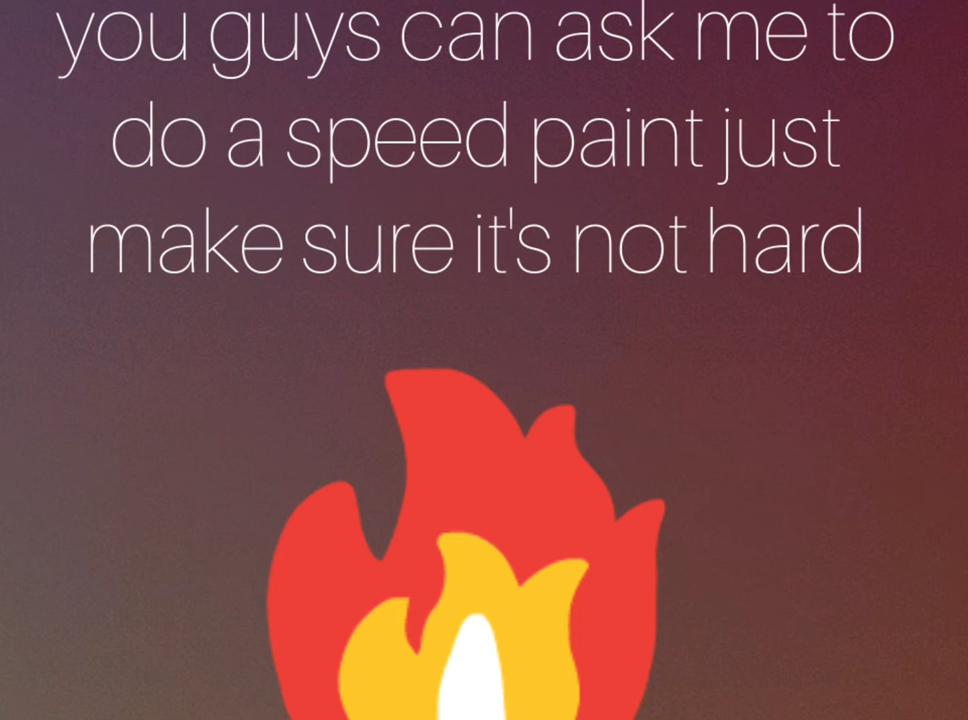 you guys can ask me to
do a speed paint just
make sure it's not hard